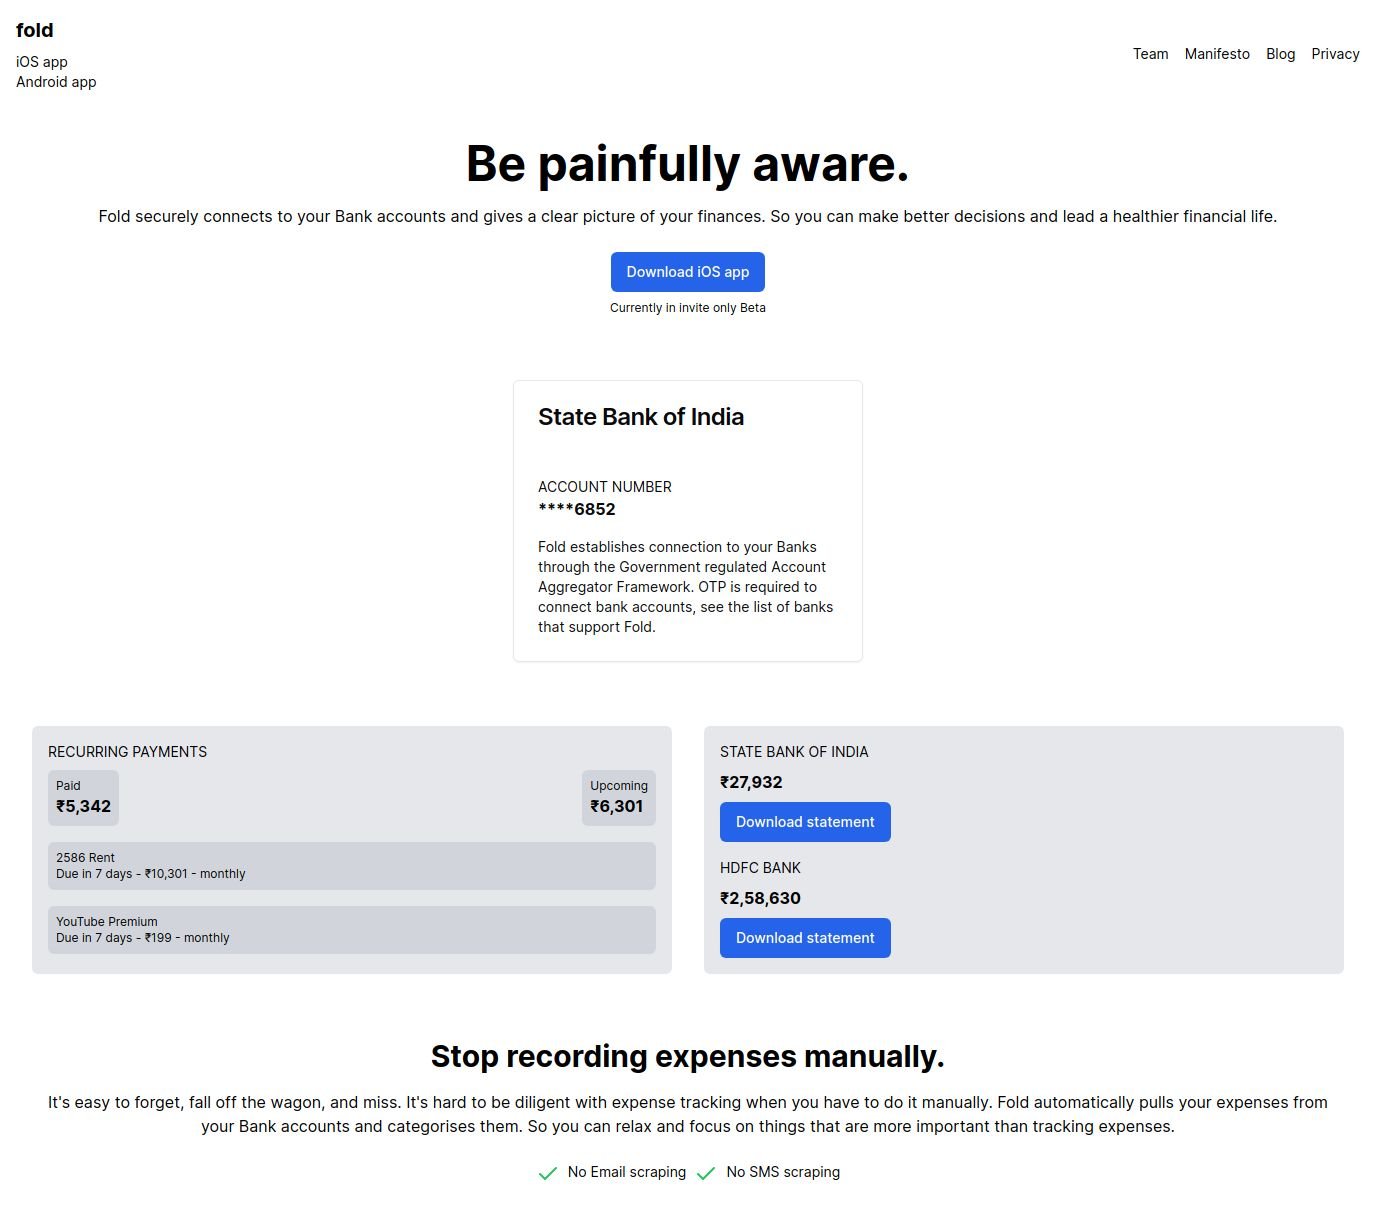 fold
iOS app
Android app
Team Manifesto Blog Privacy
Be painfully aware.
Fold securely connects to your Bank accounts and gives a clear picture of your finances. So you can make better decisions and lead a healthier financial life.
Download iOS app
Currently in invite only Beta
State Bank of India
ACCOUNT NUMBER
****6852
Fold establishes connection to your Banks
through the Government regulated Account
Aggregator Framework. OTP is required to
connect bank accounts, see the list of banks
that support Fold.
RECURRING PAYMENTS
Paid
₹5,342
Upcoming
₹6,301
2586 Rent
Due in 7 days - ₹10,301 - monthly
YouTube Premium
Due in 7 days - ₹199 - monthly
STATE BANK OF INDIA
₹27,932
Download statement
HDFC BANK
₹2,58,630
Download statement
Stop recording expenses manually.
It's easy to forget, fall off the wagon, and miss. It's hard to be diligent with expense tracking when you have to do it manually. Fold automatically pulls your expenses from
your Bank accounts and categorises them. So you can relax and focus on things that are more important than tracking expenses.
No Email scraping No SMS scraping